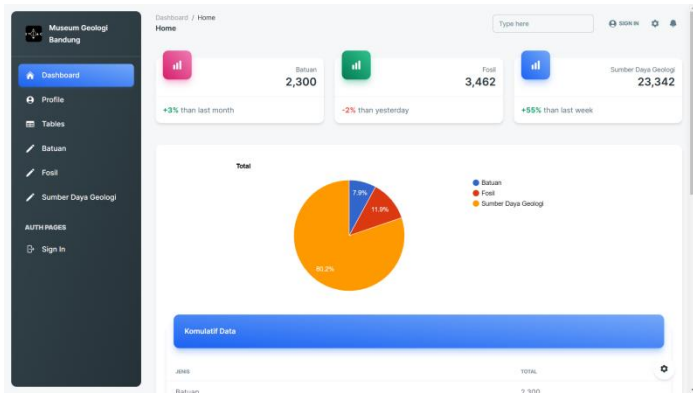 Museum Geologi
Bandung
Dashboard
Profile
Tables
Batuan
Fosil
Sumber Daya Geologi
AUTH PAGES
Sign In
Dashboard / Home
Home
Type here
SIGN IN
Batuan
2,300
+3% than last month
Fosil
3,462
-2% than yesterday
Sumber Daya Geologi
23,342
+55% than last week
Total
7.9%
11.9%
80.2%
Batuan
Fosil
Sumber Daya Geologi
Komulatif Data
JENIS TOTAL
Batuan 2,300